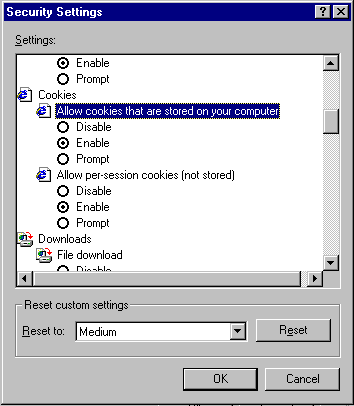 Security Settings
Settings:
Enable
Prompt
Cookies
Allow cookies that are stored on your computer
Disable
Enable
Prompt
Allow per-session cookies (not stored)
Disable
Enable
Prompt
Downloads
File download
Disable
Reset custom settings
Reset to:
Medium
Reset
OK
Cancel